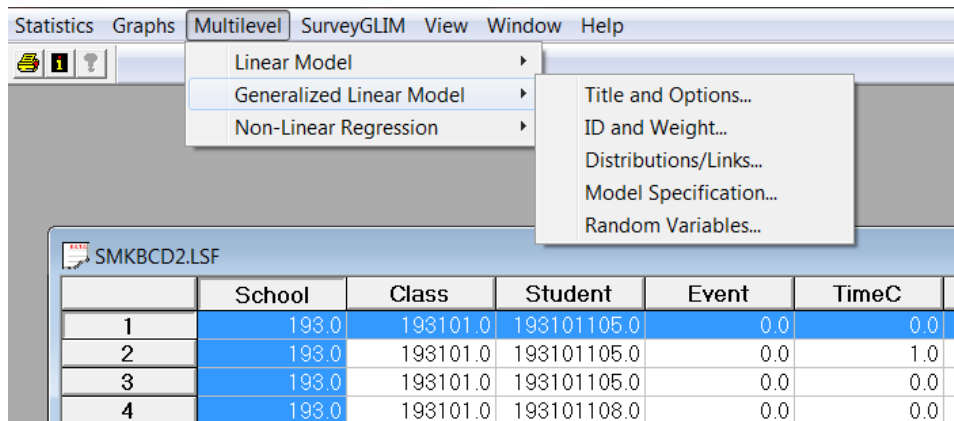 Statistics Graphs Multilevel SurveyGLIM View Window Help
Linear Model
Generalized Linear Model
Non-Linear Regression
Title and Options...
ID and Weight...
Distributions/Links...
Model Specification...
Random Variables...
SMKBCD2.LSF
School Class Student Event TimeC
1 193.0 193101.0 193101105.0 0.0 0.0
2 193.0 193101.0 193101105.0 0.0 1.0
3 193.0 193101.0 193101105.0 0.0 0.0
4 193.0 193101.0 193101108.0 0.0 0.0